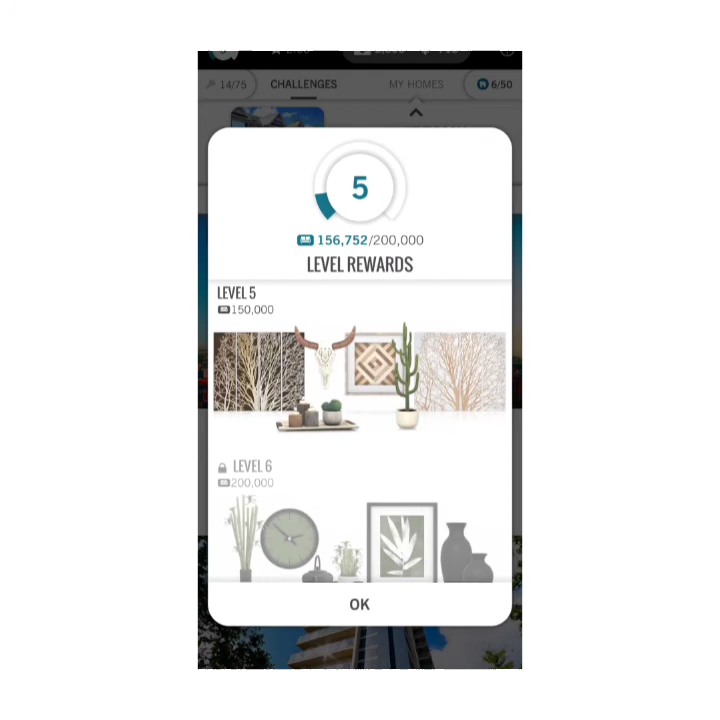 14/75 CHALLENGES MY HOMES 6/50
5
156,752/200,000
LEVEL REWARDS
LEVEL 5
150,000
LEVEL 6
200,000
OK